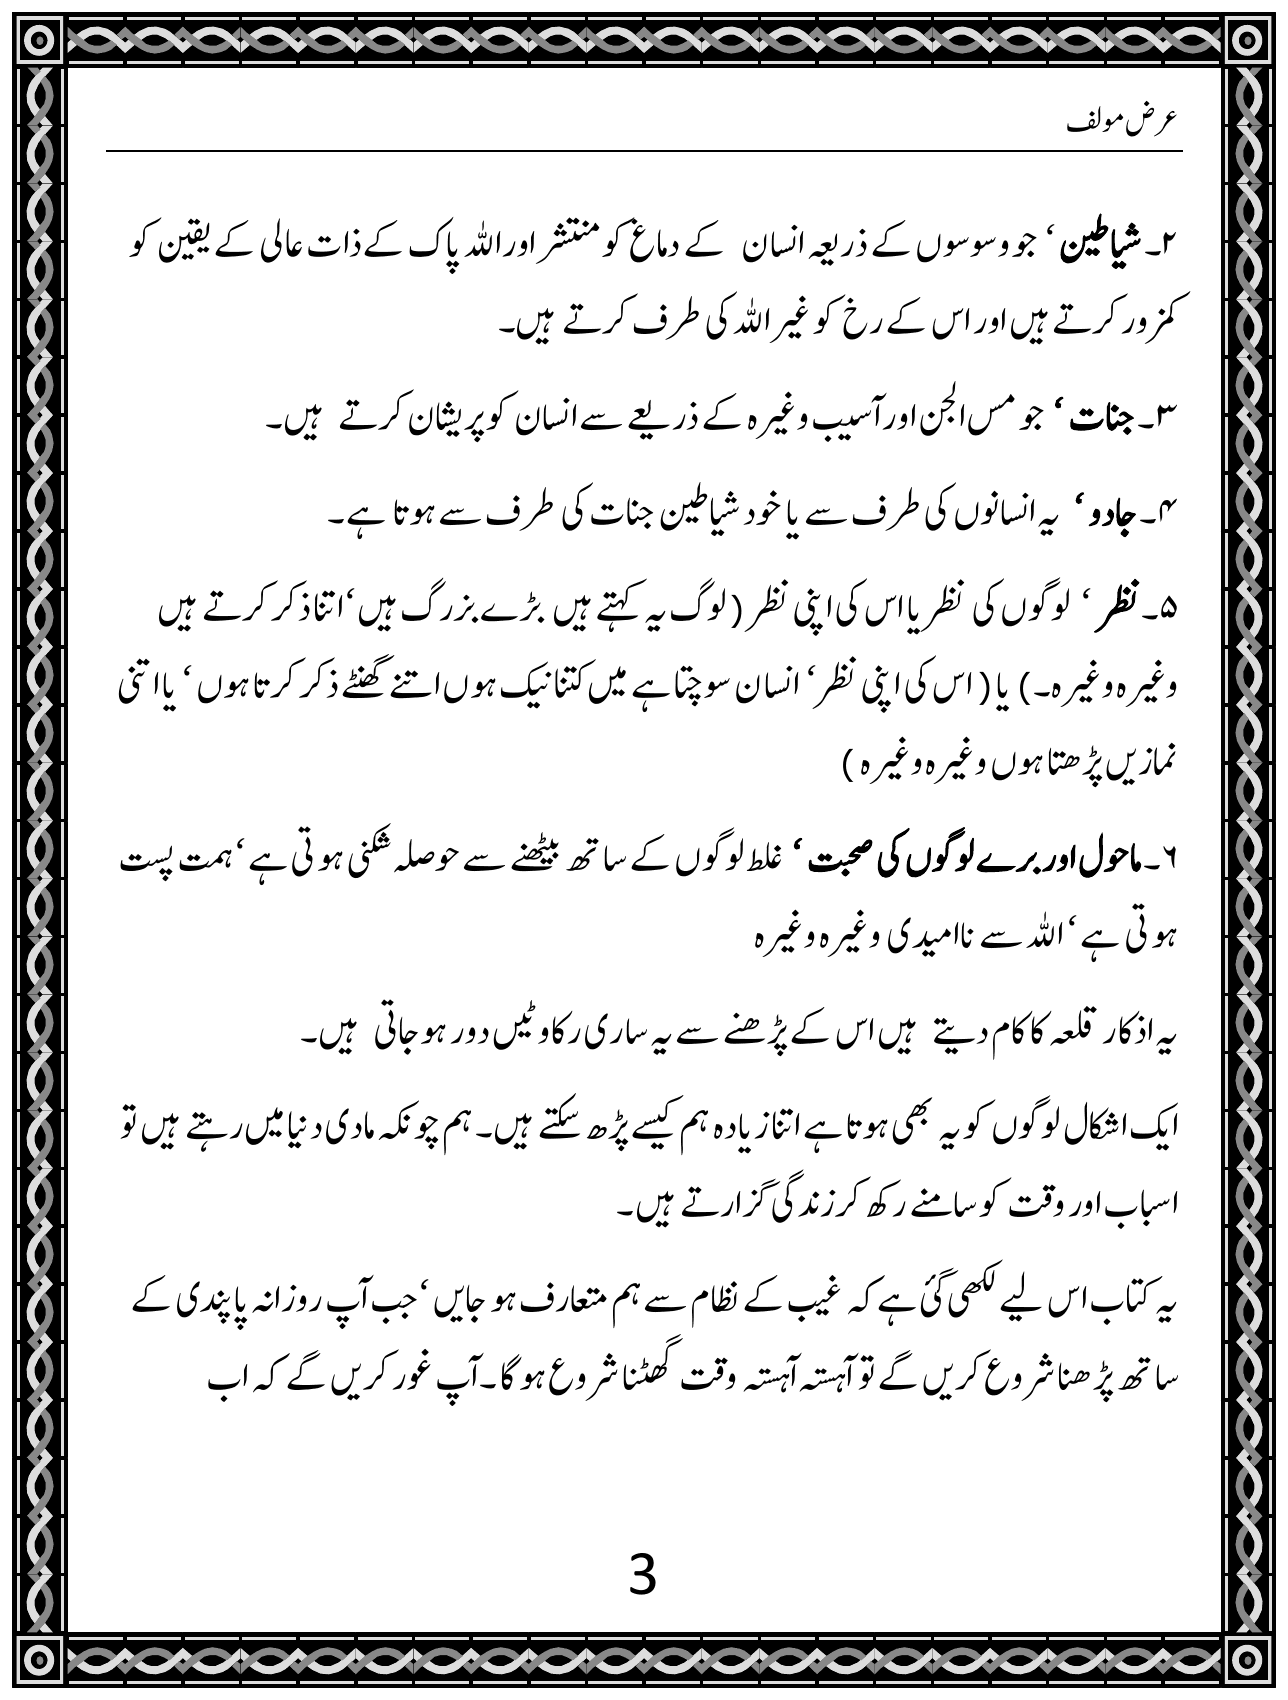 عرض مولف
۲۔شیاطین ‘ جو وسوسوں کے ذریعہ انسان کے دماغ کو منتشر اور اللہ پاک کے ذات عالی کے یقین کو
کمزور کرتے ہیں اور اس کے رخ کو غیر اللہ کی طرف کرتے ہیں۔
۳۔جنات ‘ جو مس الجن اور آسیب وغیرہ کے ذریعے سے انسان کو پریشان کرتے ہیں۔
۴۔جادو ‘ یہ انسانوں کی طرف سے یا خود شیاطین جنات کی طرف سے ہوتا ہے۔
۵۔نظر ‘ لوگوں کی نظر یا اس کی اپنی نظر (لوگ یہ کہتے ہیں بڑے بزرگ ہیں ‘اتنا ذکر کرتے ہیں
وغیرہ وغیرہ۔) یا (اس کی اپنی نظر ‘ انسان سوچتا ہے میں کتنا نیک ہوں اتنے گھنٹے ذکر کرتا ہوں ‘ یا اتنی
نمازیں پڑھتا ہوں وغیرہ وغیرہ )
۶۔ماحول اور برے لوگوں کی صحبت ‘ غلط لوگوں کے ساتھ بیٹھنے سے حوصلہ شکنی ہوتی ہے ‘ہمت پست
ہوتی ہے ‘اللہ سے ناامیدی وغیرہ وغیرہ
یہ اذکار قلعہ کا کام دیتے ہیں اس کے پڑھنے سے یہ ساری رکاوٹیں دور ہو جاتی ہیں۔
ایک اشکال لوگوں کو یہ بھی ہوتا ہے اتنا زیادہ ہم کیسے پڑھ سکتے ہیں۔ ہم چونکہ مادی دنیا میں رہتے ہیں تو
اسباب اور وقت کو سامنے رکھ کر زندگی گزارتے ہیں۔
یہ کتاب اس لیے لکھی گئی ہے کہ غیب کے نظام سے ہم متعارف ہو جایں ‘جب آپ روزانہ پاپندی کے
ساتھ پڑھنا شروع کریں گے تو آہستہ آہستہ وقت گھٹنا شروع ہو گا۔آپ غور کریں گے کہ اب
3